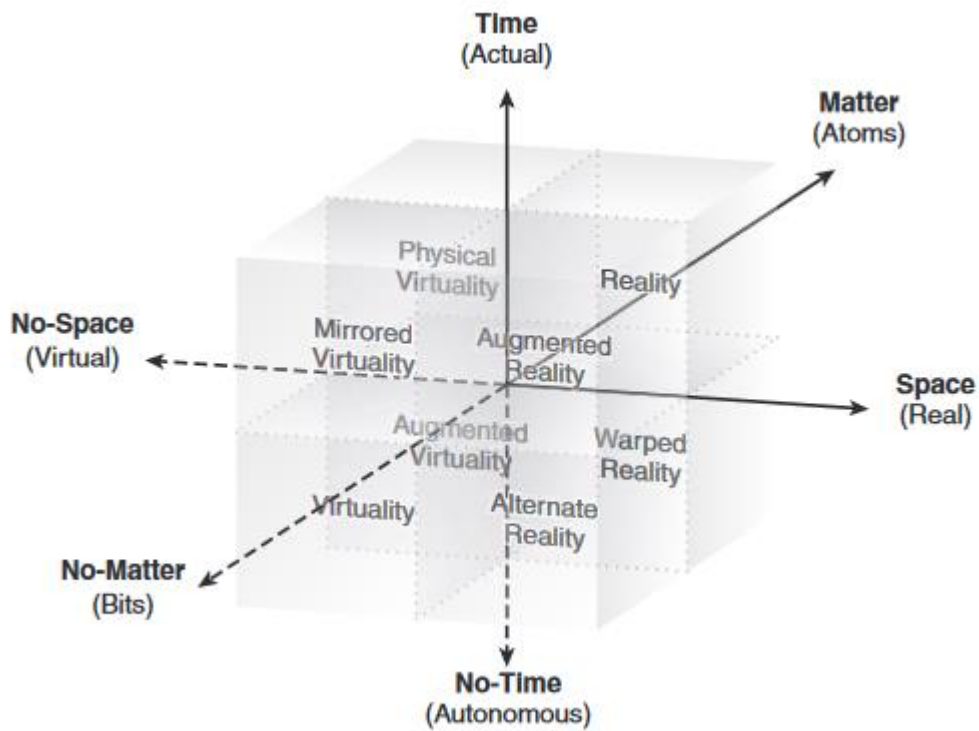 Time
(Actual)
Matter
(Atoms)
Physical
Virtuality
Reality
No-Space
(Virtual)
Mirrored
Virtuality
Augmented
Reality
Space
(Real)
Augmented
Virtuality
Warped
Reality
Virtuality
Alternate
Reality
No-Matter
(Bits)
No-Time
(Autonomous)